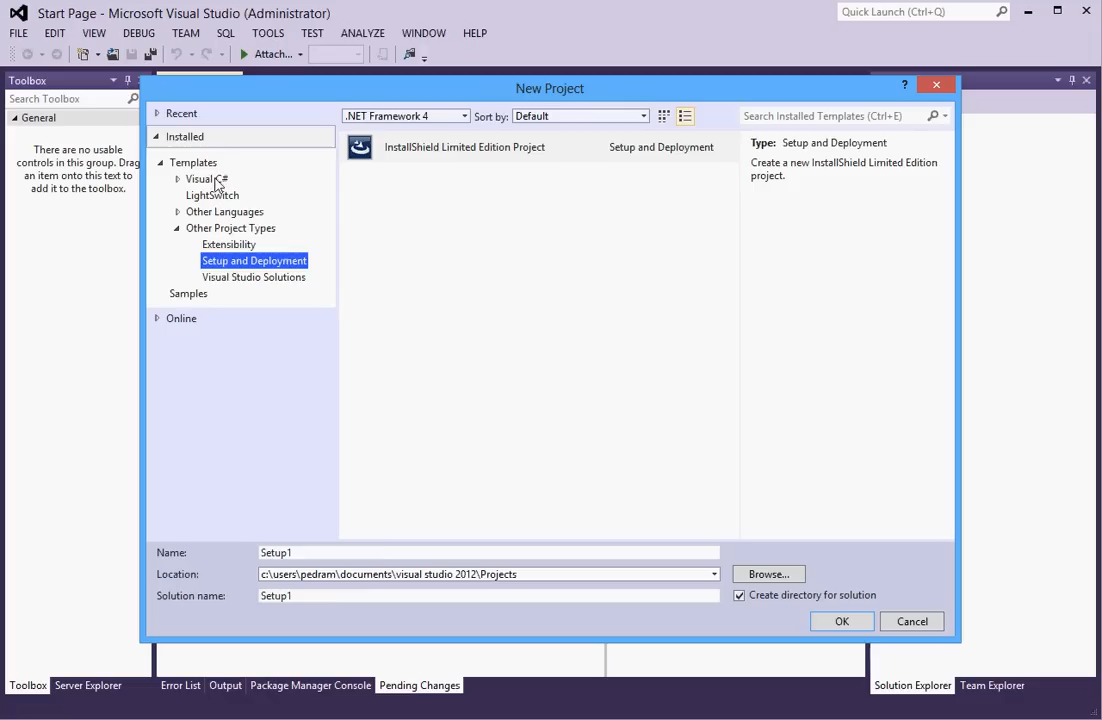 Start Page - Microsoft Visual Studio (Administrator)
Quick Launch (Ctrl+Q)
FILE EDIT VIEW DEBUG TEAM SQL TOOLS TEST ANALYZE WINDOW HELP
Attach...
Toolbox
Search Toolbox
General
There are no usable
controls in this group. Drag
an item onto this text to
add it to the toolbox.
New Project
?
Recent
Installed
Templates
Visual C#
LightSwitch
Other Languages
Other Project Types
Extensibility
Setup and Deployment
Visual Studio Solutions
Samples
Online
.NET Framework 4
Sort by: Default
Search Installed Templates (Ctrl+E)
InstallShield Limited Edition Project Setup and Deployment
Type: Setup and Deployment
Create a new InstallShield Limited Edition
project.
Name: Setup1
Location: c:\users\pedram\documents\visual studio 2012\Projects
Browse...
Solution name: Setup1
Create directory for solution
OK Cancel
Toolbox Server Explorer
Error List Output Package Manager Console Pending Changes
Solution Explorer Team Explorer